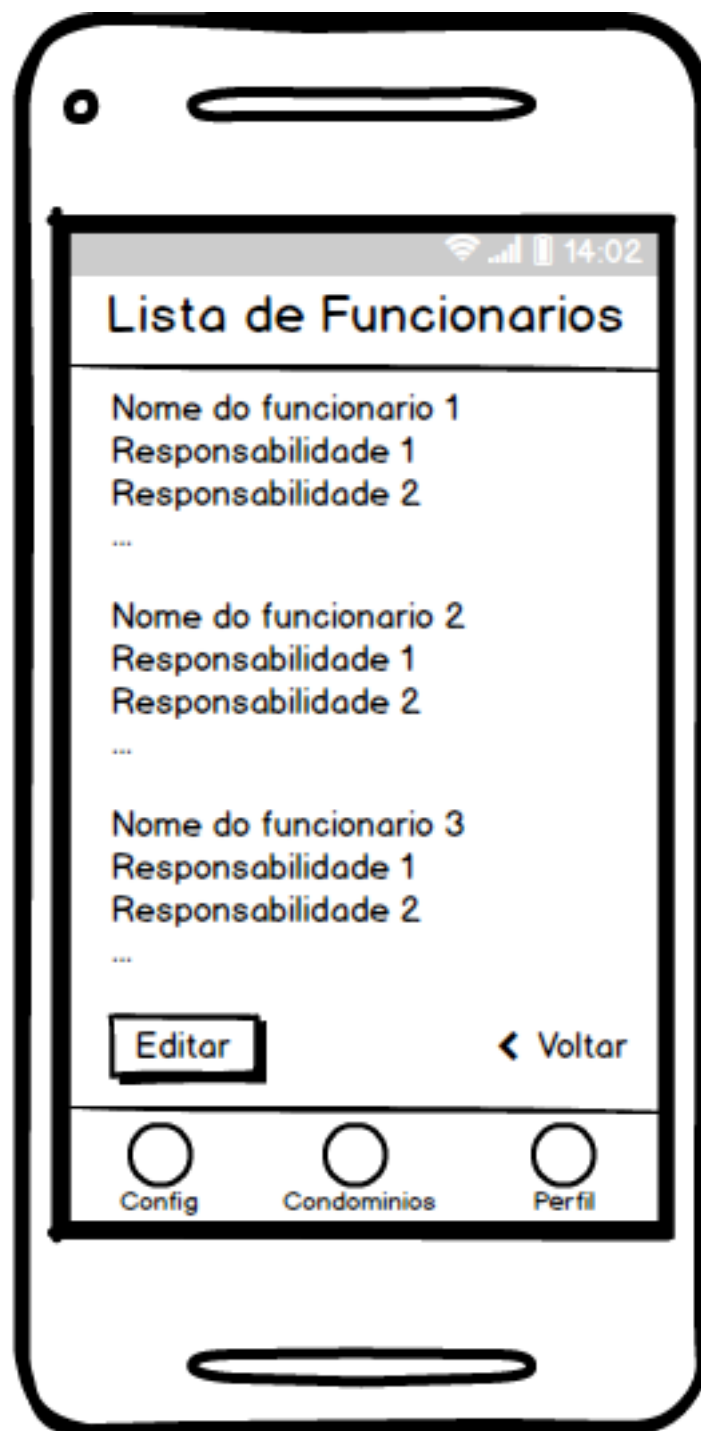 14:02
Lista de Funcionarios
Nome do funcionario 1
Responsabilidade 1
Responsabilidade 2
...
Nome do funcionario 2
Responsabilidade 1
Responsabilidade 2
...
Nome do funcionario 3
Responsabilidade 1
Responsabilidade 2
...
Editar
Voltar
Config
Condominios
Perfil